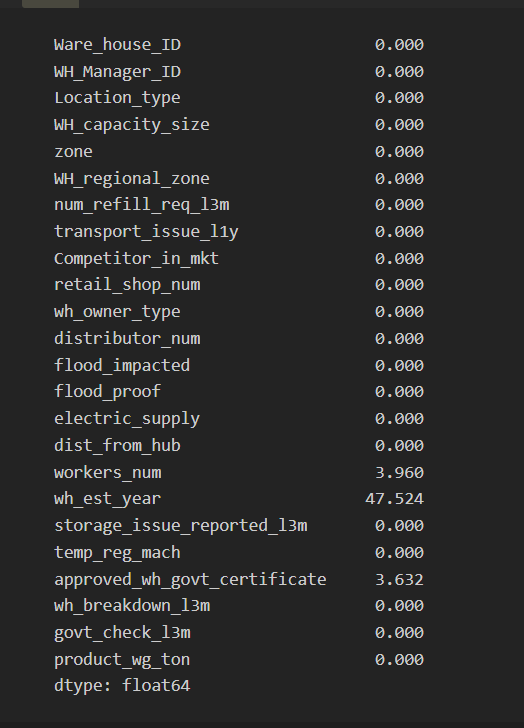 Ware_house_ID 0.000
WH_Manager_ID 0.000
Location_type 0.000
WH_capacity_size 0.000
zone 0.000
WH_regional_zone 0.000
num_refill_req_l3m 0.000
transport_issue_l1y 0.000
Competitor_in_mkt 0.000
retail_shop_num 0.000
wh_owner_type 0.000
distributor_num 0.000
flood_impacted 0.000
flood_proof 0.000
electric_supply 0.000
dist_from_hub 0.000
workers_num 3.960
wh_est_year 47.524
storage_issue_reported_l3m 0.000
temp_reg_mach 0.000
approved_wh_govt_certificate 3.632
wh_breakdown_l3m 0.000
govt_check_l3m 0.000
product_wg_ton 0.000
dtype: float64